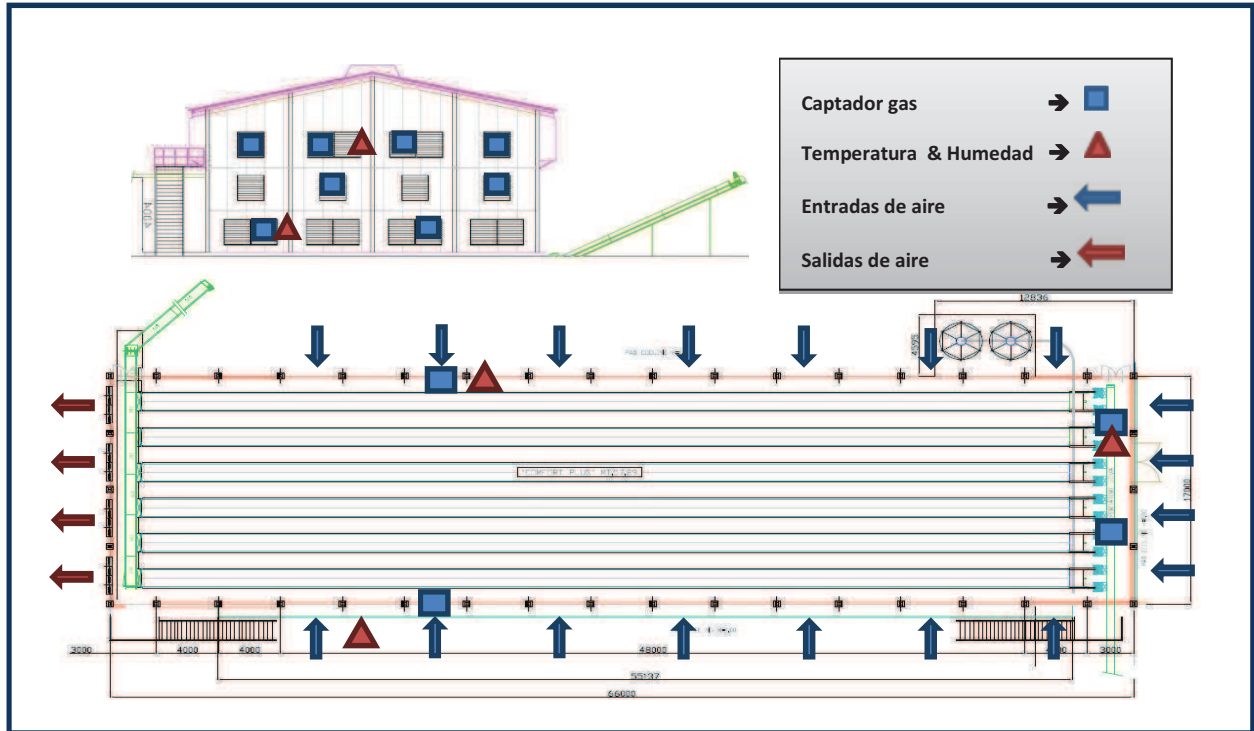 Captador gas
Temperatura & Humedad
Entradas de aire
Salidas de aire
12836
4595
17000
3000
4000
4000
48000
3000
55137
66000